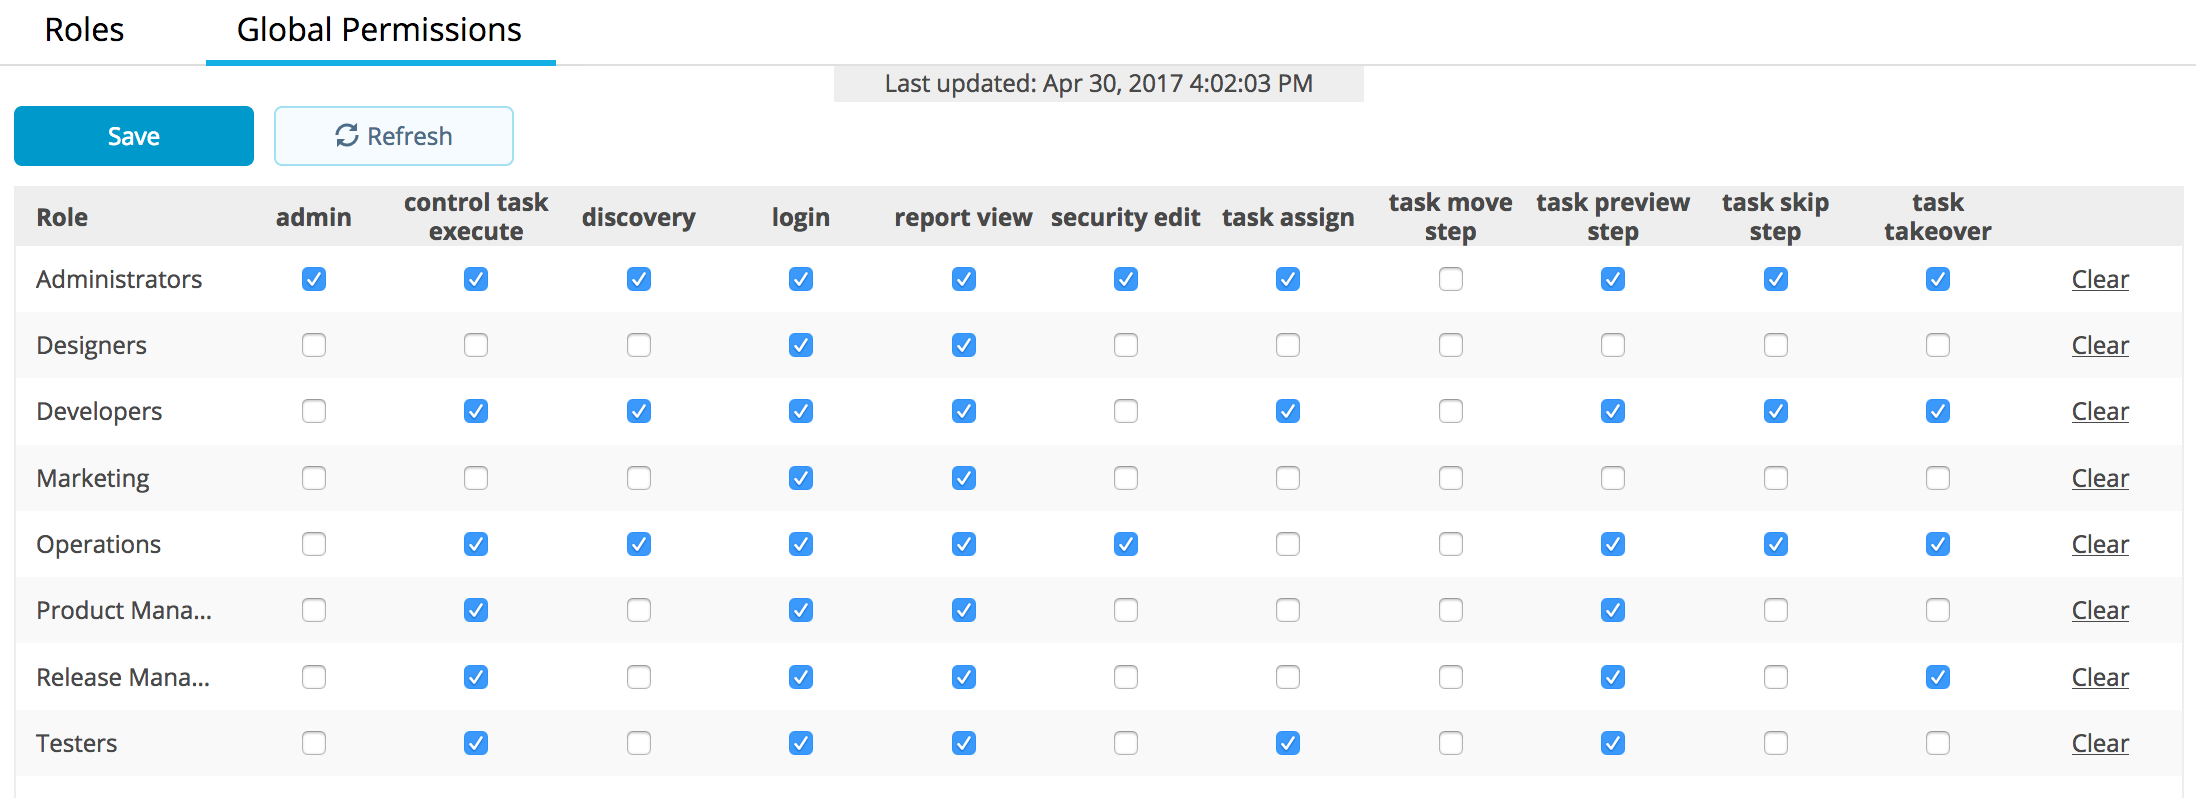 Roles Global Permissions
Last updated: Apr 30, 2017 4:02:03 PM
Save Refresh
Role admin control task execute discovery login report view security edit task assign task move step task preview step task skip step task takeover
Administrators Clear
Designers Clear
Developers Clear
Marketing Clear
Operations Clear
Product Mana... Clear
Release Mana... Clear
Testers Clear